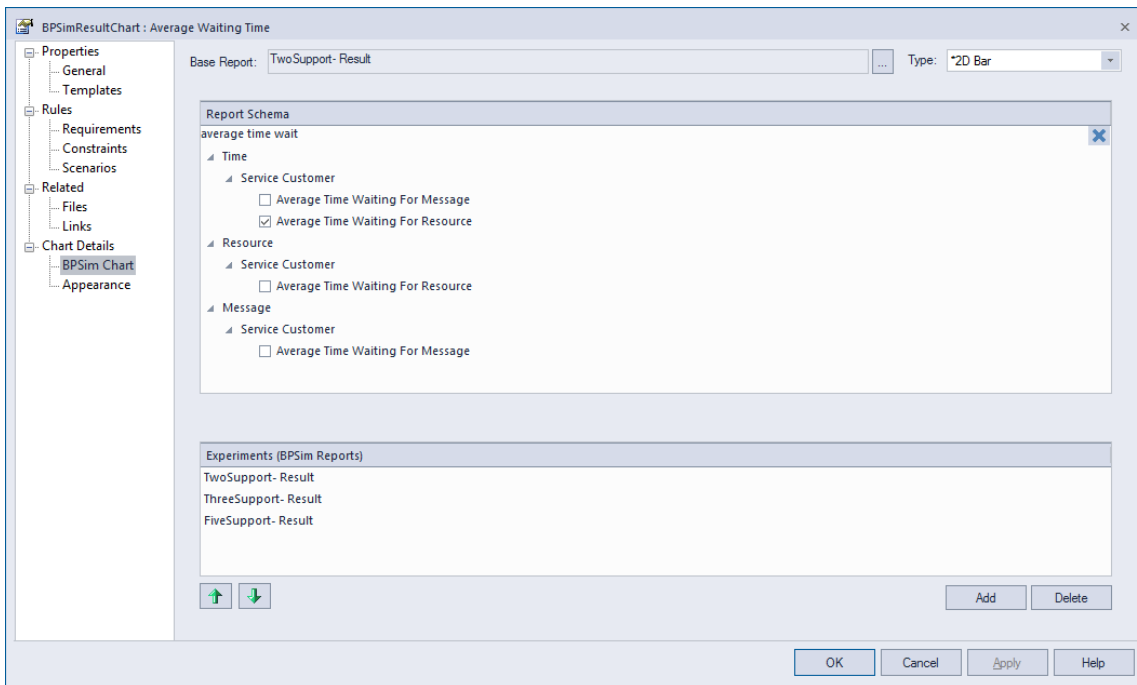 BPSimResultChart : Average Waiting Time
Properties
General
Templates
Rules
Requirements
Constraints
Scenarios
Related
Files
Links
Chart Details
BPSim Chart
Appearance
Base Report: TwoSupport- Result ... Type: *2D Bar
Report Schema
average time wait
Time
Service Customer
Average Time Waiting For Message
Average Time Waiting For Resource
Resource
Service Customer
Average Time Waiting For Resource
Message
Service Customer
Average Time Waiting For Message
Experiments (BPSim Reports)
TwoSupport- Result
ThreeSupport- Result
FiveSupport- Result
Add Delete
OK Cancel Apply Help